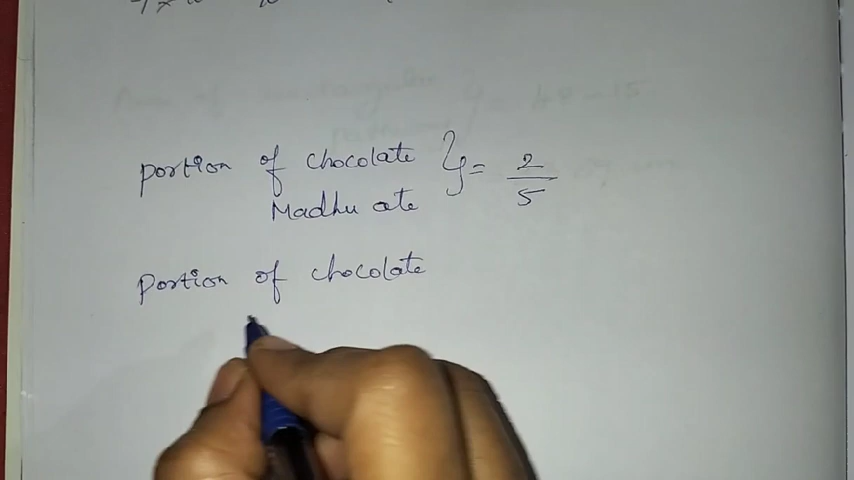 portion of chocolate } = 2/5
Madhu ate
portion of chocolate